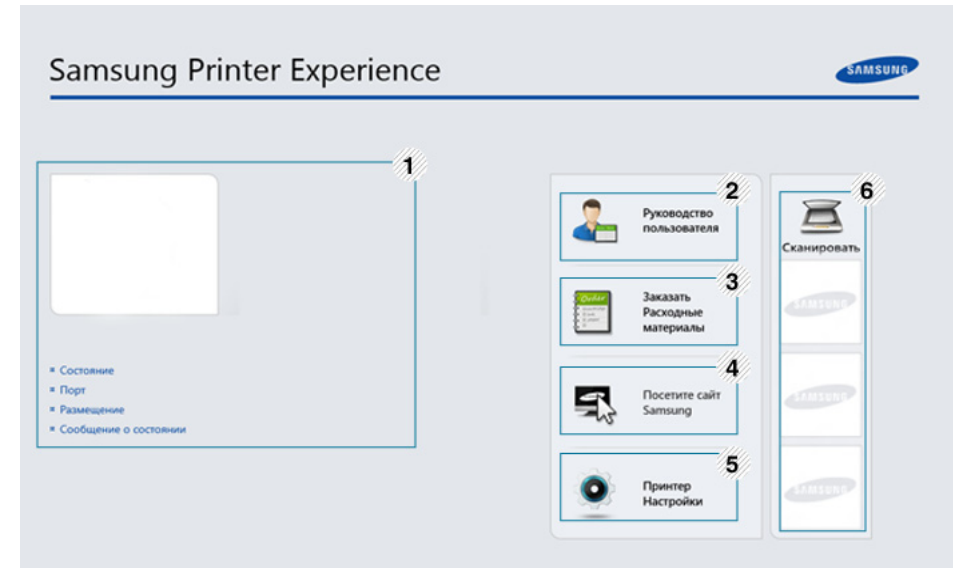 Samsung Printer Experience
SAMSUNG
1
Состояние
Порт
Размещение
Сообщение о состоянии
2
Руководство
пользователя
3
Order
Заказать
Расходные
материалы
4
Посетите сайт
Samsung
5
Принтер
Настройки
6
Сканировать
SAMSUNG
SAMSUNG
SAMSUNG